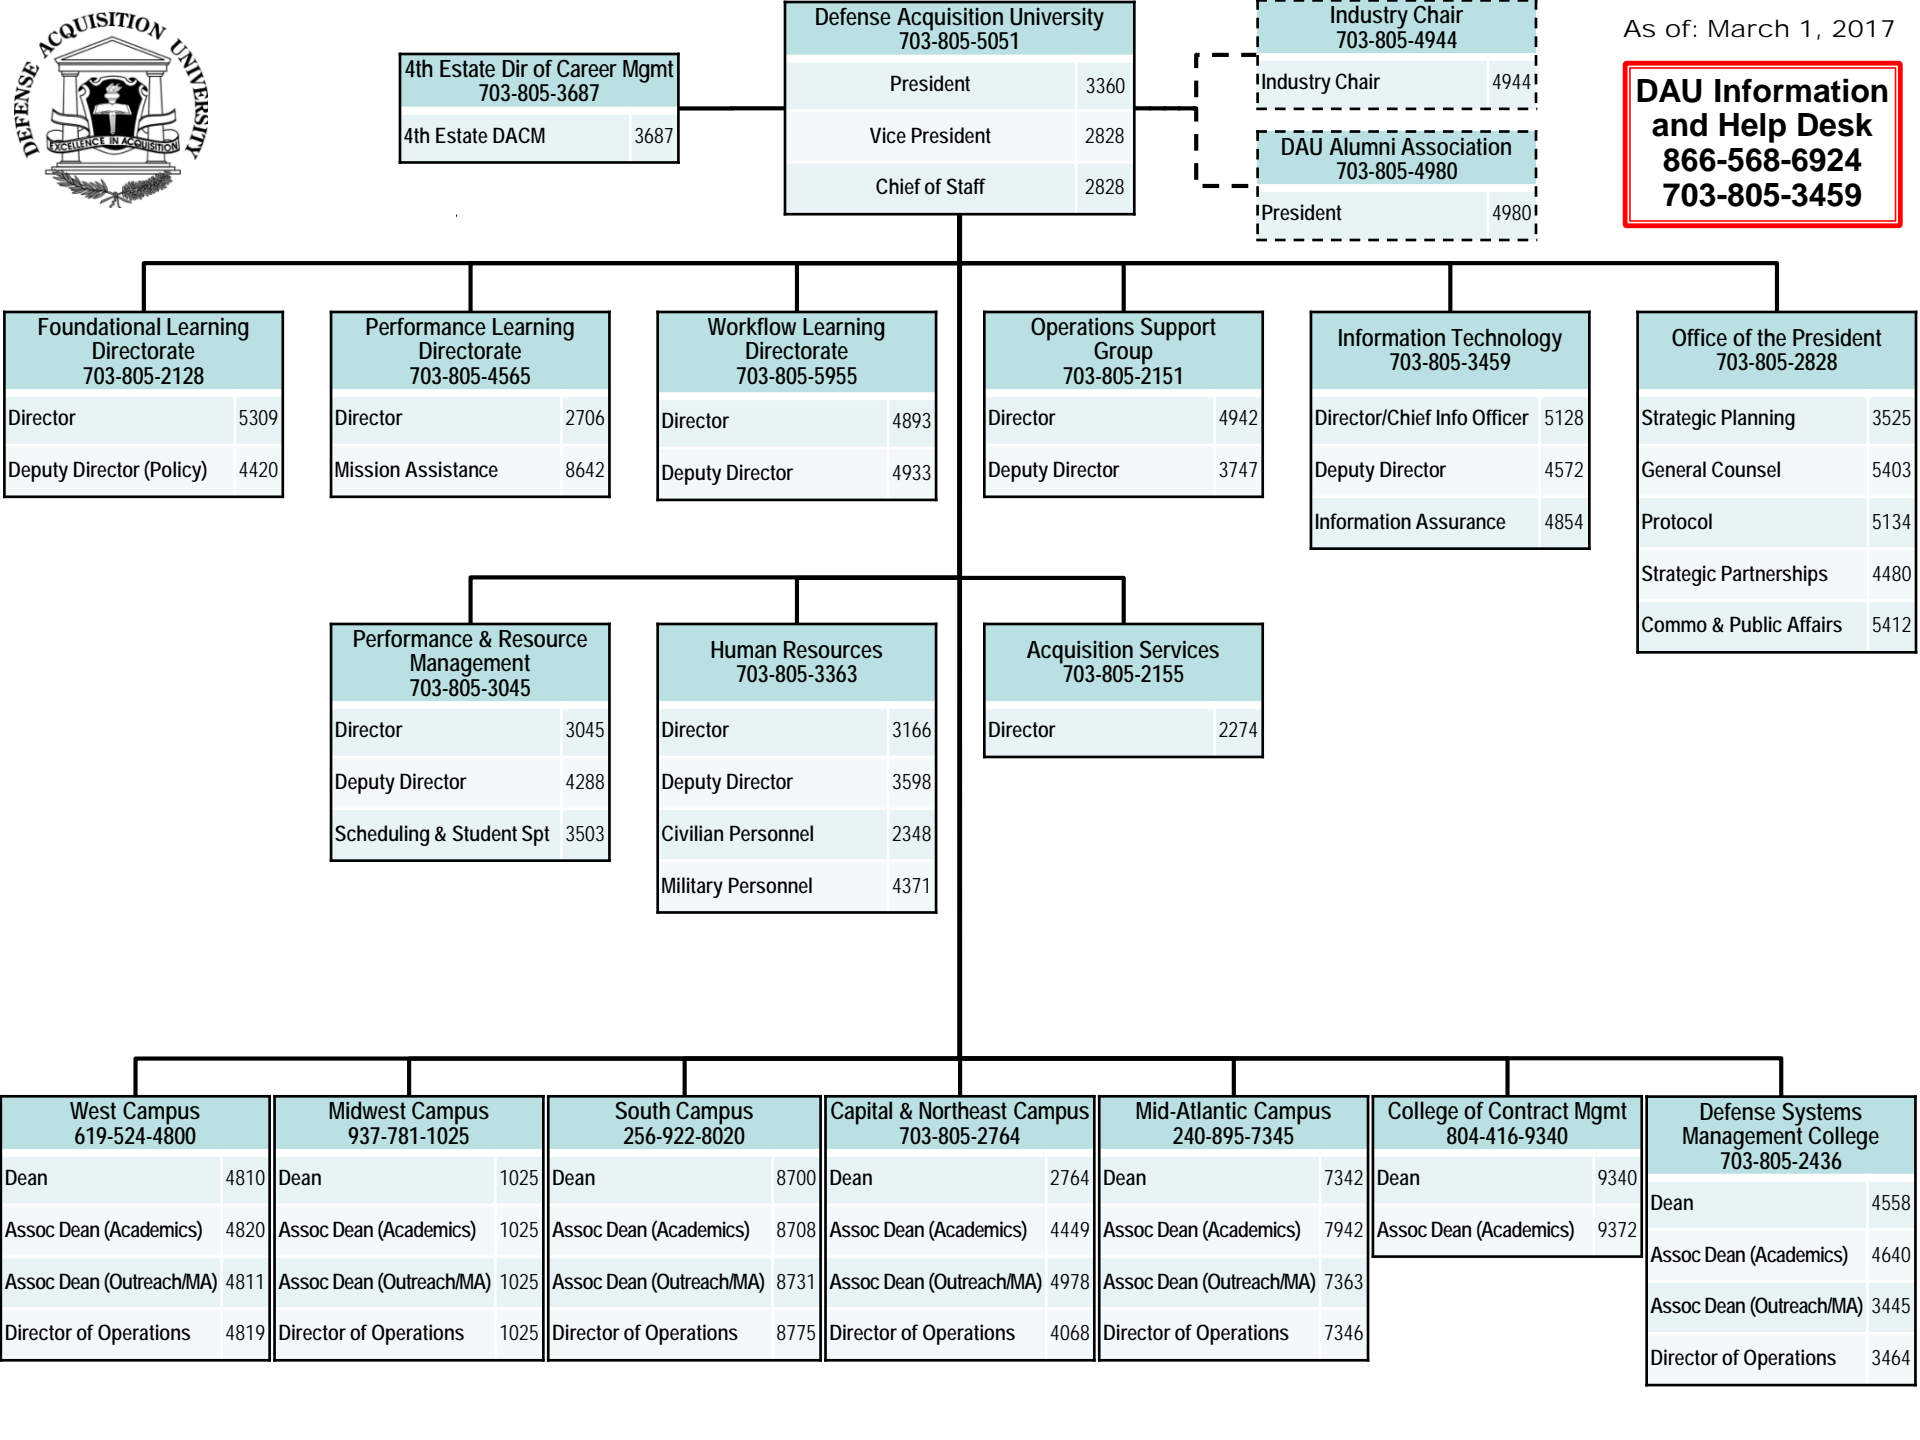 DEFENSE ACQUISITION UNIVERSITY
EXCELLENCE IN ACQUISITION
4th Estate Dir of Career Mgmt
703-805-3687
4th Estate DACM 3687
Defense Acquisition University
703-805-5051
President 3360
Vice President 2828
Chief of Staff 2828
Industry Chair
703-805-4944
Industry Chair 4944
DAU Alumni Association
703-805-4980
President 4980
As of: March 1, 2017
DAU Information
and Help Desk
866-568-6924
703-805-3459
Foundational Learning
Directorate
703-805-2128
Director 5309
Deputy Director (Policy) 4420
Performance Learning
Directorate
703-805-4565
Director 2706
Mission Assistance 8642
Workflow Learning
Directorate
703-805-5955
Director 4893
Deputy Director 4933
Operations Support
Group
703-805-2151
Director 4942
Deputy Director 3747
Information Technology
703-805-3459
Director/Chief Info Officer 5128
Deputy Director 4572
Information Assurance 4854
Office of the President
703-805-2828
Strategic Planning 3525
General Counsel 5403
Protocol 5134
Strategic Partnerships 4480
Commo & Public Affairs 5412
Performance & Resource
Management
703-805-3045
Director 3045
Deputy Director 4288
Scheduling & Student Spt 3503
Human Resources
703-805-3363
Director 3166
Deputy Director 3598
Civilian Personnel 2348
Military Personnel 4371
Acquisition Services
703-805-2155
Director 2274
West Campus
619-524-4800
Dean 4810
Assoc Dean (Academics) 4820
Assoc Dean (Outreach/MA) 4811
Director of Operations 4819
Midwest Campus
937-781-1025
Dean 1025
Assoc Dean (Academics) 1025
Assoc Dean (Outreach/MA) 1025
Director of Operations 1025
South Campus
256-922-8020
Dean 8700
Assoc Dean (Academics) 8708
Assoc Dean (Outreach/MA) 8731
Director of Operations 8775
Capital & Northeast Campus
703-805-2764
Dean 2764
Assoc Dean (Academics) 4449
Assoc Dean (Outreach/MA) 4978
Director of Operations 4068
Mid-Atlantic Campus
240-895-7345
Dean 7342
Assoc Dean (Academics) 7942
Assoc Dean (Outreach/MA) 7363
Director of Operations 7346
College of Contract Mgmt
804-416-9340
Dean 9340
Assoc Dean (Academics) 9372
Defense Systems
Management College
703-805-2436
Dean 4558
Assoc Dean (Academics) 4640
Assoc Dean (Outreach/MA) 3445
Director of Operations 3464